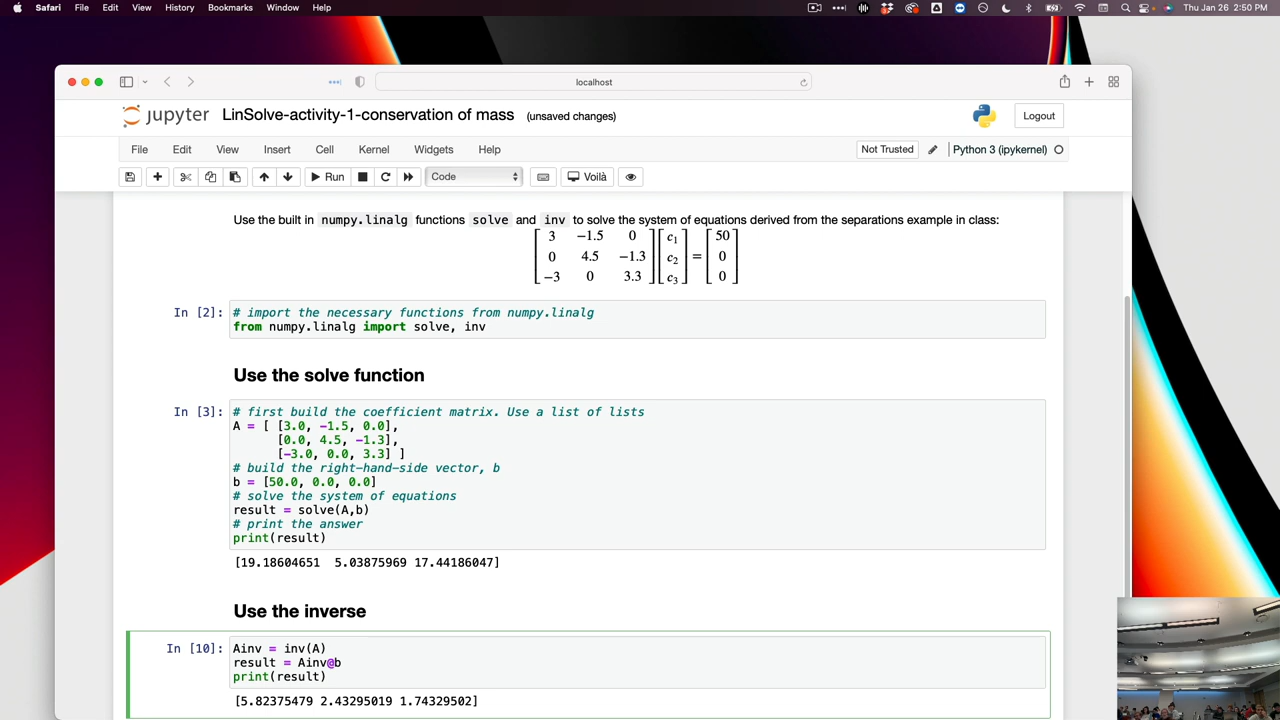 Safari File Edit View History Bookmarks Window Help Thu Jan 26 2:50 PM
localhost
jupyter LinSolve-activity-1-conservation of mass (unsaved changes) Logout
File Edit View Insert Cell Kernel Widgets Help Not Trusted Python 3 (ipykernel)
Run Code Voilà
Use the built in numpy.linalg functions solve and inv to solve the system of equations derived from the separations example in class:
3 −1.5 0 c1 50
0 4.5 −1.3 c2 = 0
−3 0 3.3 c3 0
In [2]: # import the necessary functions from numpy.linalg
from numpy.linalg import solve, inv
Use the solve function
In [3]: # first build the coefficient matrix. Use a list of lists
A = [ [3.0, -1.5, 0.0],
[0.0, 4.5, -1.3],
[-3.0, 0.0, 3.3] ]
# build the right-hand-side vector, b
b = [50.0, 0.0, 0.0]
# solve the system of equations
result = solve(A,b)
# print the answer
print(result)
[19.18604651 5.03875969 17.44186047]
Use the inverse
In [10]: Ainv = inv(A)
result = Ainv@b
print(result)
[5.82375479 2.43295019 1.74329502]